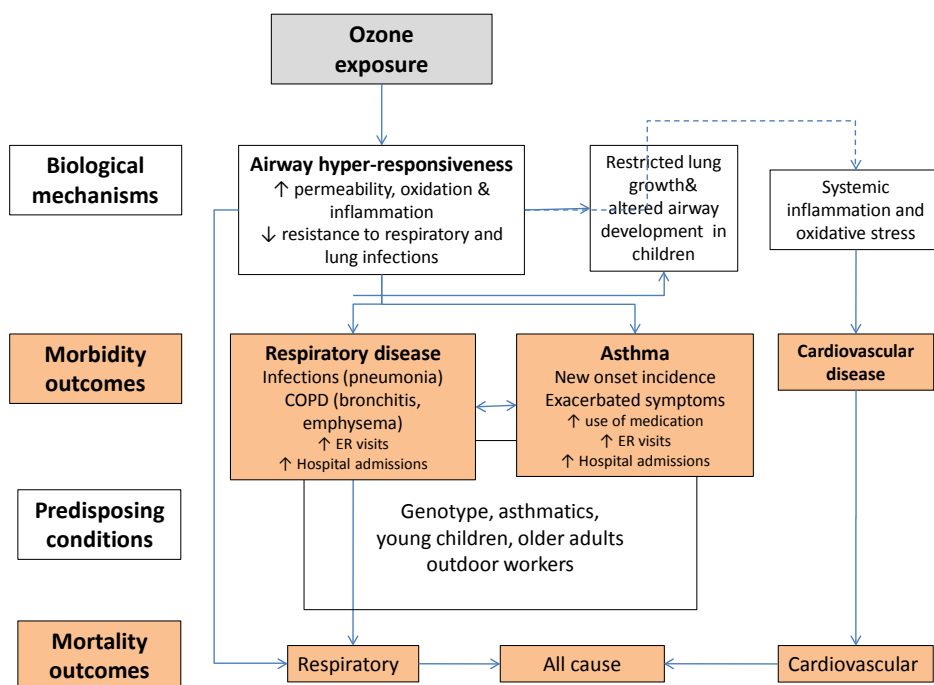 Ozone
exposure
Biological
mechanisms
Airway hyper-responsiveness
↑ permeability, oxidation &
inflammation
↓ resistance to respiratory and
lung infections
Restricted lung
growth&
altered airway
development in
children
Systemic
inflammation and
oxidative stress
Morbidity
outcomes
Respiratory disease
Infections (pneumonia)
COPD (bronchitis,
emphysema)
↑ ER visits
↑ Hospital admissions
Asthma
New onset incidence
Exacerbated symptoms
↑ use of medication
↑ ER visits
↑ Hospital admissions
Cardiovascular
disease
Predisposing
conditions
Genotype, asthmatics,
young children, older adults
outdoor workers
Mortality
outcomes
Respiratory
All cause
Cardiovascular